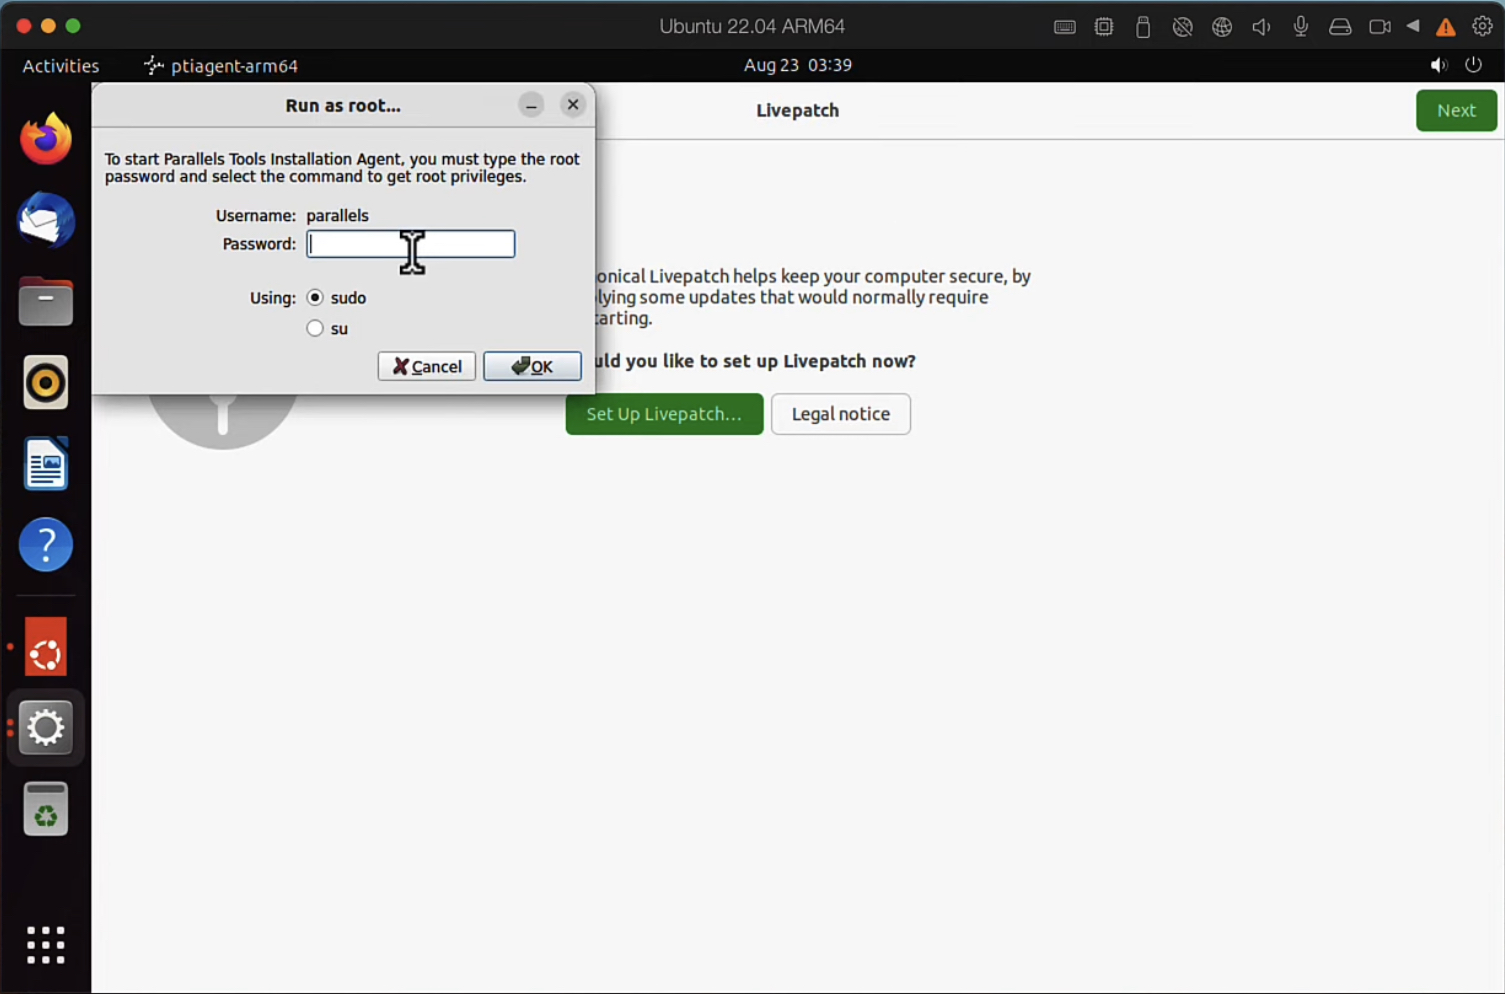 Ubuntu 22.04 ARM64
Activities
ptiagent-arm64
Aug 23 03:39
Run as root...
Livepatch
Next
To start Parallels Tools Installation Agent, you must type the root
password and select the command to get root privileges.
Username: parallels
Password:
Using: sudo
su
Cancel
OK
onical Livepatch helps keep your computer secure, by
lying some updates that would normally require
arting.
uld you like to set up Livepatch now?
Set Up Livepatch...
Legal notice